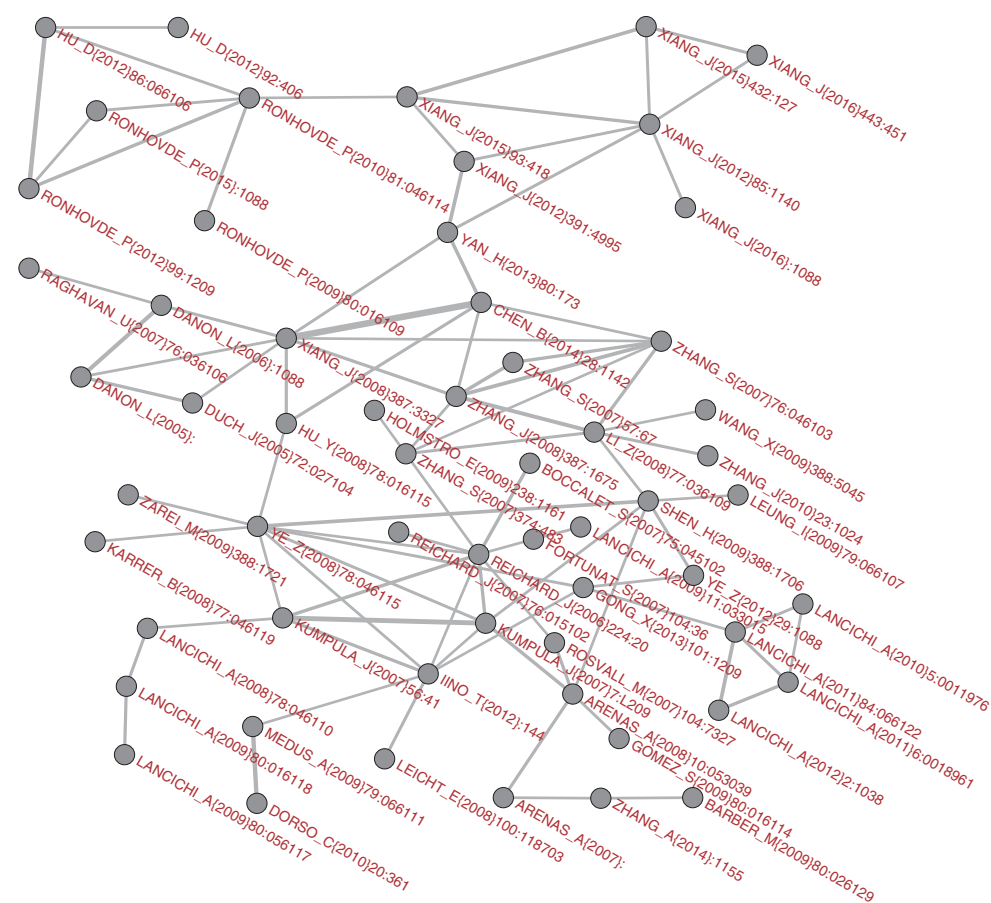 HU_D{2012}86:066106
HU_D{2012}92:406
XIANG_J{2015}432:127
XIANG_J{2016}443:451
RONHOVDE_P{2015}:1088
RONHOVDE_P{2010}81:046114
XIANG_J{2015}93:418
XIANG_J{2012}85:1140
XIANG_J{2012}391:4995
RONHOVDE_P{2012}99:1209
RONHOVDE_P{2009}80:016109
XIANG_J{2016}:1088
YAN_H{2013}80:173
RAGHAVAN_U{2007}76:036106
DANON_L{2006}:1088
CHEN_B{2014}28:1142
XIANG_J{2008}387:3327
ZHANG_S{2007}76:046103
ZHANG_S{2007}57:67
DANON_L{2005}:
DUCH_J{2005}72:027104
ZHANG_J{2008}387:1675
HOLMSTRO_E{2009}238:1161
WANG_X{2009}388:5045
HU_Y{2008}78:016115
LI_Z{2008}77:036109
ZHANG_S{2007}374:483
ZHANG_J{2010}23:1024
BOCCALET_S{2007}75:045102
ZAREI_M{2009}388:1721
LEUNG_I{2009}79:066107
SHEN_H{2009}388:1706
YE_Z{2008}78:046115
LANCICHI_A{2009}11:033015
REICHARD_J{2007}76:015102
KARRER_B{2008}77:046119
FORTUNAT_S{2007}104:36
REICHARD_J{2006}224:20
YE_Z{2012}29:1088
GONG_X{2013}101:1209
LANCICHI_A{2010}5:0011976
KUMPULA_J{2007}56:41
KUMPULA_J{2007}:L209
LANCICHI_A{2008}78:046110
LANCICHI_A{2011}84:066122
ROSVALL_M{2007}104:7327
IINO_T{2012}:144
LANCICHI_A{2011}6:0018961
LANCICHI_A{2009}80:016118
ARENAS_A{2008}10:053039
LANCICHI_A{2012}2:1038
MEDUS_A{2009}79:066111
GOMEZ_S{2009}80:016114
LANCICHI_A{2009}80:056117
LEICHT_E{2008}100:118703
ARENAS_A{2007}:
ZHANG_A{2014}:1155
BARBER_M{2009}80:026129
DORSO_C{2010}20:361